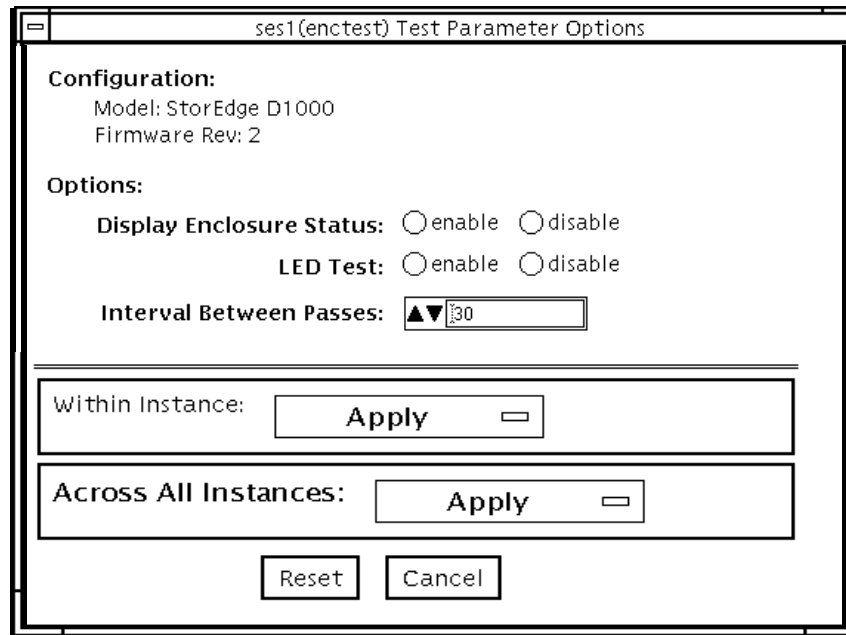 ses1(enctest) Test Parameter Options
Configuration:
Model: StorEdge D1000
Firmware Rev: 2
Options:
Display Enclosure Status: enable disable
LED Test: enable disable
Interval Between Passes: 30
Within Instance: Apply
Across All Instances: Apply
Reset Cancel